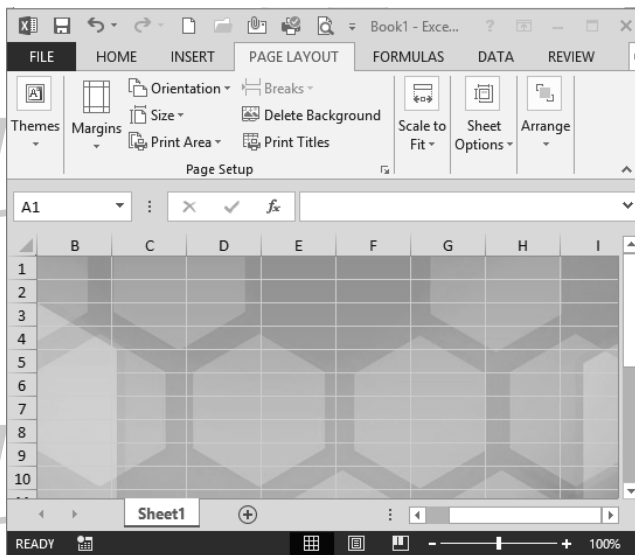 Book1 - Exce... ?
FILE HOME INSERT PAGE LAYOUT FORMULAS DATA REVIEW
Themes
Margins
Orientation
Size
Print Area
Breaks
Delete Background
Print Titles
Scale to Fit
Sheet Options
Arrange
Page Setup
A1 fx
B C D E F G H I
1
2
3
4
5
6
7
8
9
10
Sheet1
READY 100%